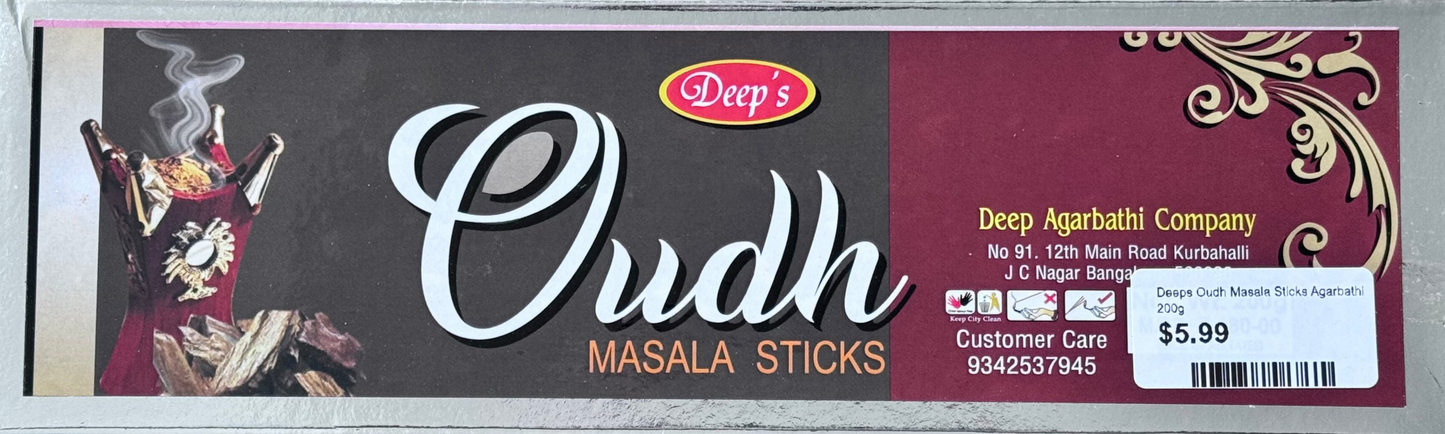 Deep's
Oudh
MASALA STICKS
Deep Agarbathi Company
No 91. 12th Main Road Kurbahalli
J C Nagar
Keep City Clean
Customer Care
9342537945
Deeps Oudh Masala Sticks Agarbathi
200g
$5.99